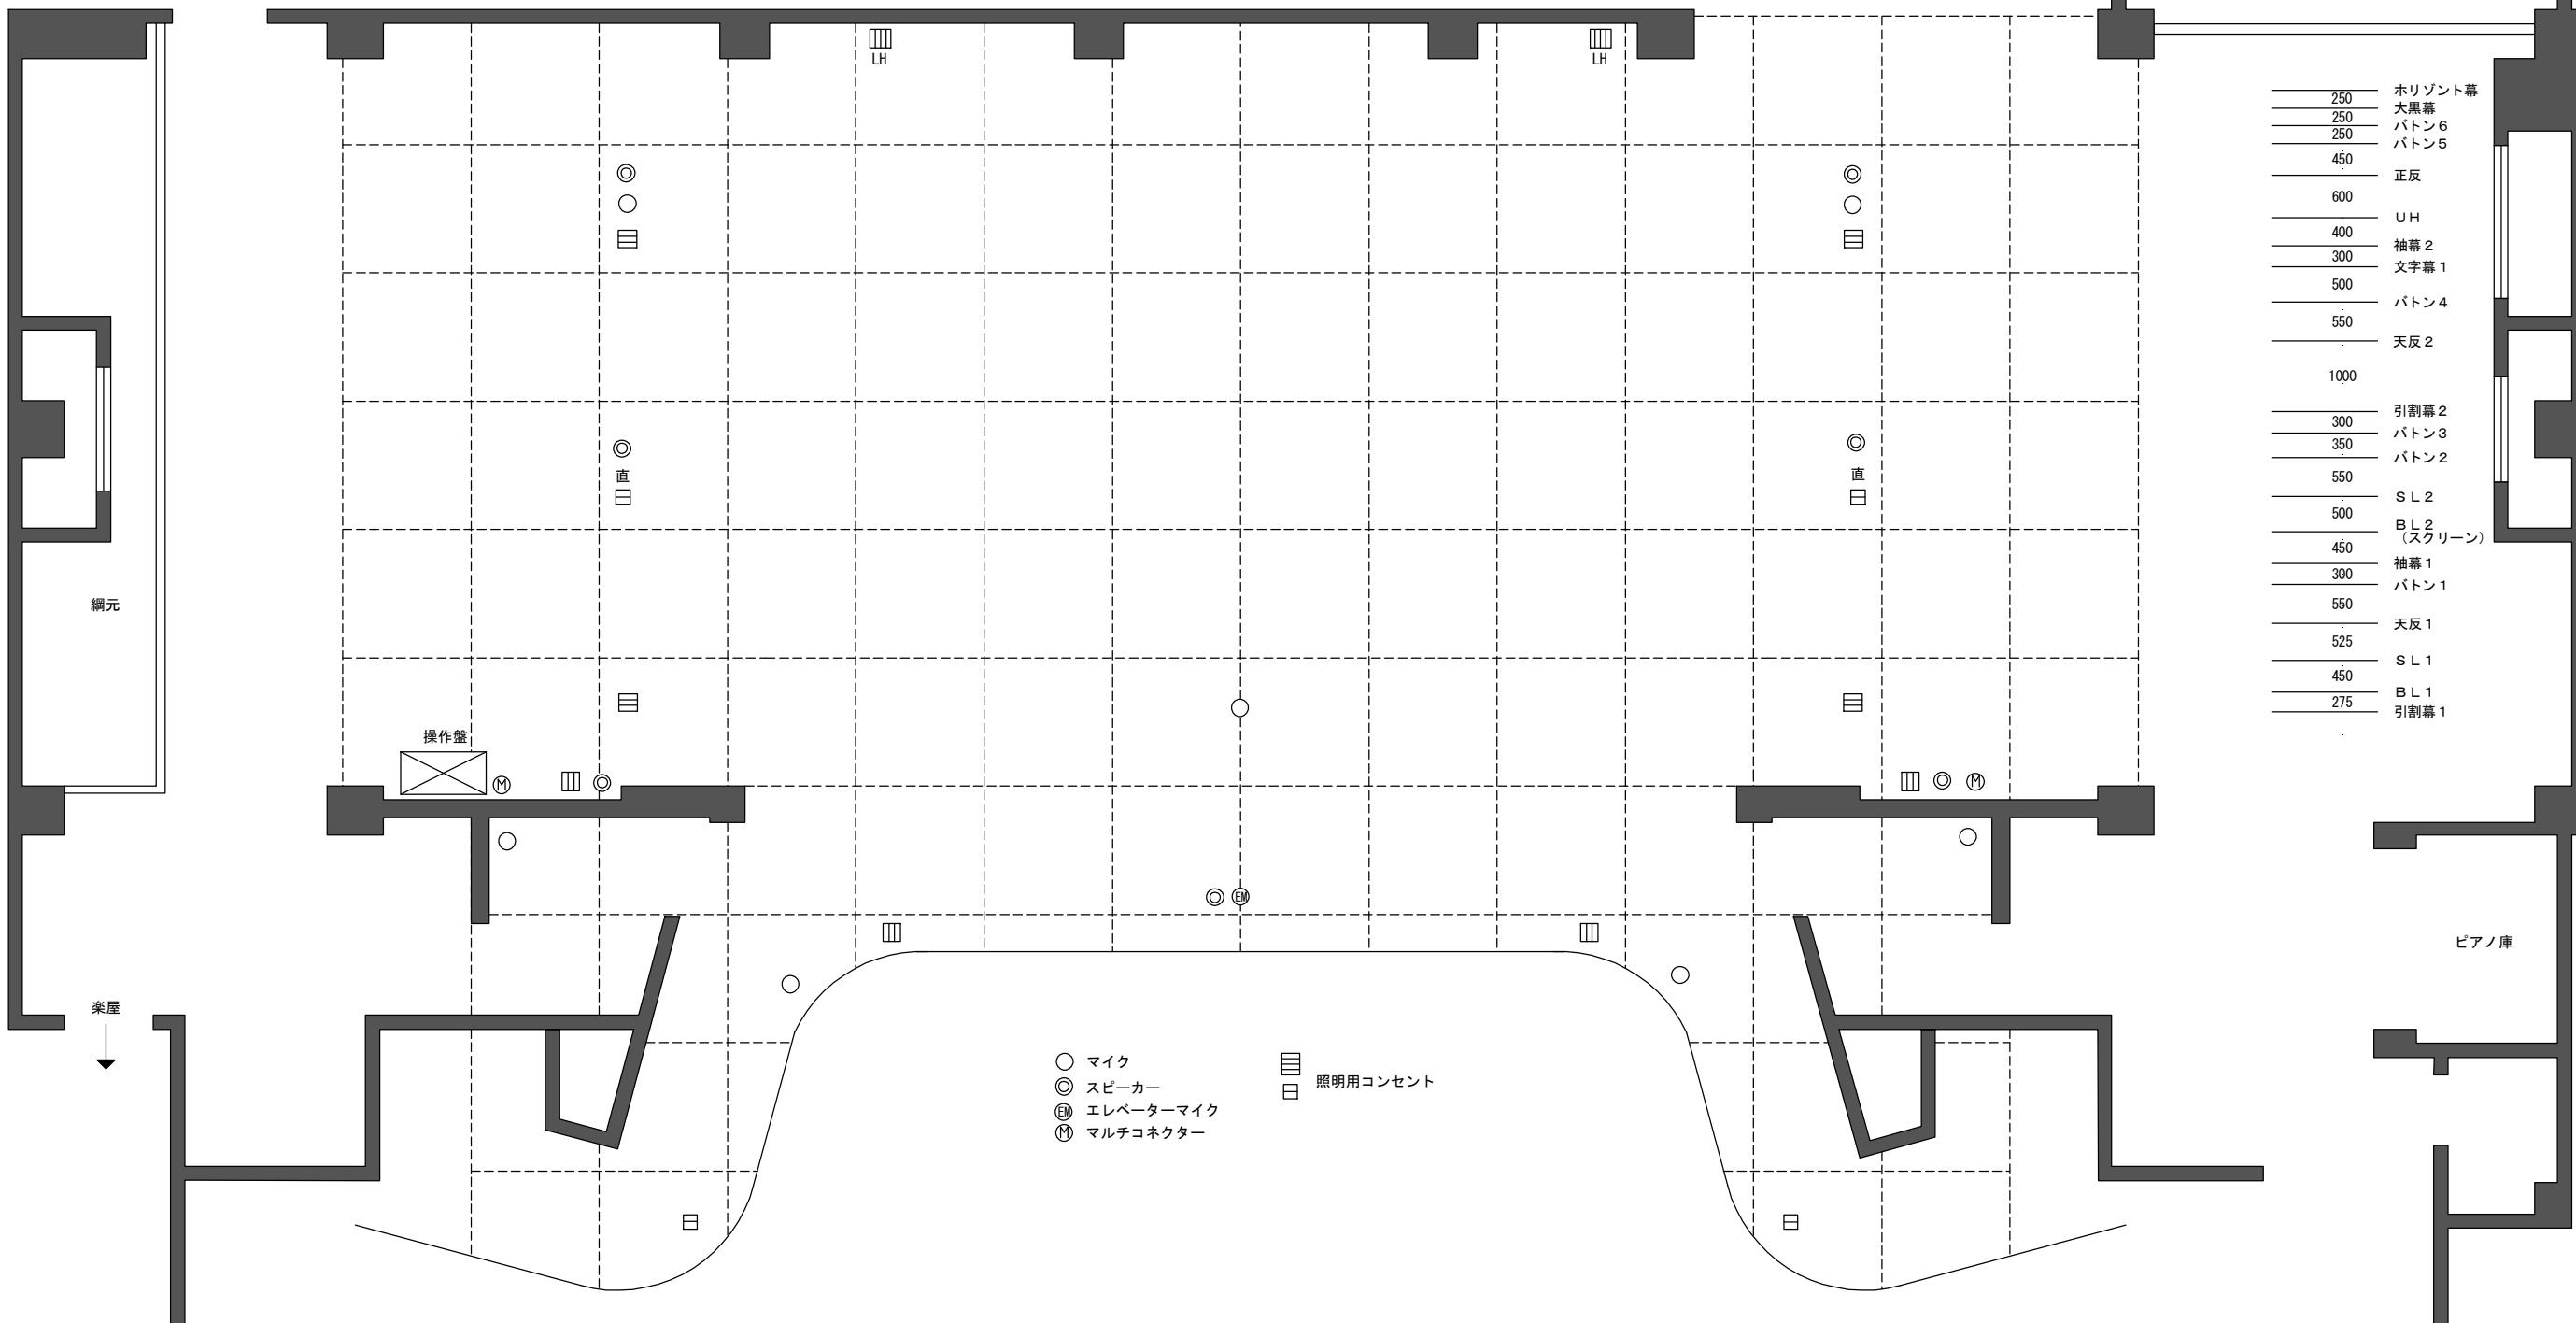 LH
LH
ホリゾント幕
250
大黒幕
250
バトン６
250
バトン５
450
正反
600
ＵＨ
400
袖幕２
300
文字幕１
500
バトン４
550
天反２
1000
引割幕２
300
バトン３
350
バトン２
550
ＳＬ２
500
ＢＬ２
（スクリーン）
450
袖幕１
300
バトン１
550
天反１
525
ＳＬ１
450
ＢＬ１
275
引割幕１
直
直
綱元
操作盤
M
M
EM
ピアノ庫
楽屋
マイク
スピーカー
EM エレベーターマイク
M マルチコネクター
照明用コンセント